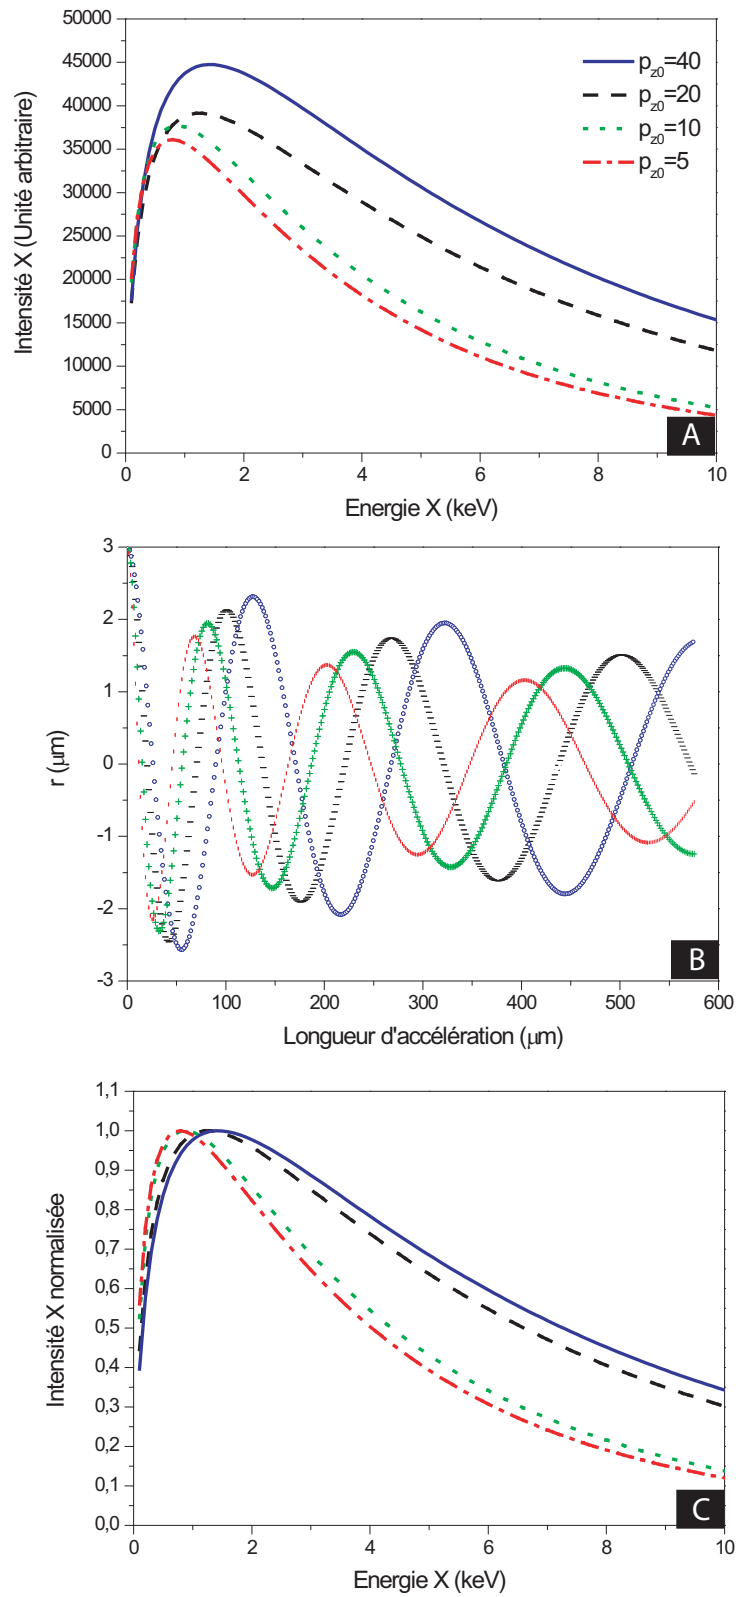 50000
45000
40000
35000
30000
25000
20000
15000
10000
5000
0
Intensité X (Unité arbitraire)
pz0=40
pz0=20
pz0=10
pz0=5
A
0 2 4 6 8 10
Energie X (keV)
3
2
1
0
-1
-2
-3
r (μm)
B
0 100 200 300 400 500 600
Longueur d'accélération (μm)
1,1
1,0
0,9
0,8
0,7
0,6
0,5
0,4
0,3
0,2
0,1
0,0
Intensité X normalisée
C
0 2 4 6 8 10
Energie X (keV)